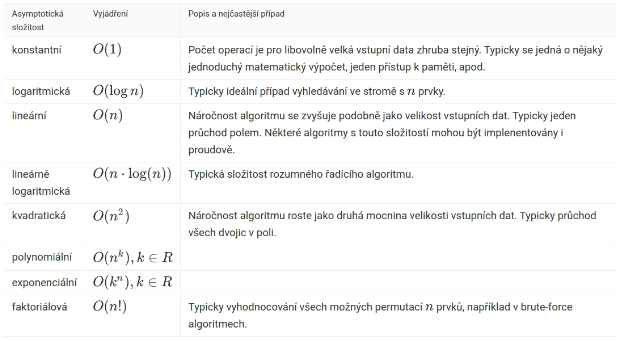 Asymptotická
složitost
Vyjádření
Popis a nejčastější případ
konstantní
O(1)
Počet operací je pro libovolně velká vstupní data zhruba stejný. Typicky se jedná o nějaký
jednoduchý matematický výpočet, jeden přístup k paměti, apod.
logaritmická
O(log n)
Typicky ideální případ vyhledávání ve stromě s n prvky.
lineární
O(n)
Náročnost algoritmu se zvyšuje podobně jako velikost vstupních dat. Typicky jeden
průchod polem. Některé algoritmy s touto složitostí mohou být implenentovány i
proudově.
lineárně
logaritmická
O(n · log(n))
Typická složitost rozumného řadícího algoritmu.
kvadratická
O(n²)
Náročnost algoritmu roste jako druhá mocnina velikosti vstupních dat. Typicky průchod
všech dvojic v poli.
polynomiální
O(nᵏ), k ∈ R
exponenciální
O(kⁿ), k ∈ R
faktoriálová
O(n!)
Typicky vyhodnocování všech možných permutací n prvků, například v brute-force
algoritmech.